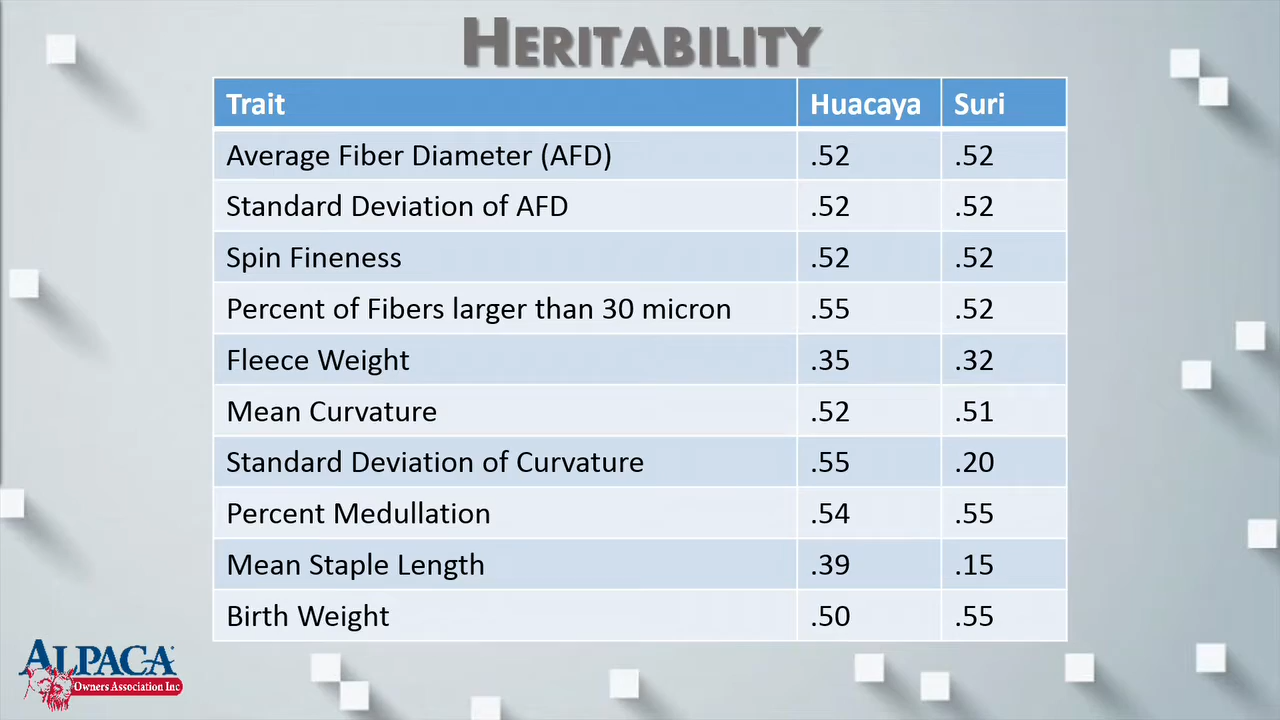 HERITABILITY
Trait Huacaya Suri
Average Fiber Diameter (AFD) .52 .52
Standard Deviation of AFD .52 .52
Spin Fineness .52 .52
Percent of Fibers larger than 30 micron .55 .52
Fleece Weight .35 .32
Mean Curvature .52 .51
Standard Deviation of Curvature .55 .20
Percent Medullation .54 .55
Mean Staple Length .39 .15
Birth Weight .50 .55
ALPACA
Owners Association Inc